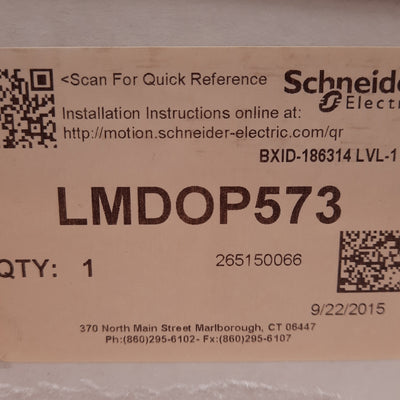 <Scan For Quick Reference
Schneide
Electr
Installation Instructions online at:
http://motion.schneider-electric.com/qr
BXID-186314 LVL-1
LMDOP573
QTY: 1
265150066
9/22/2015
370 North Main Street Marlborough, CT 06447
Ph:(860)295-6102- Fx:(860)295-6107